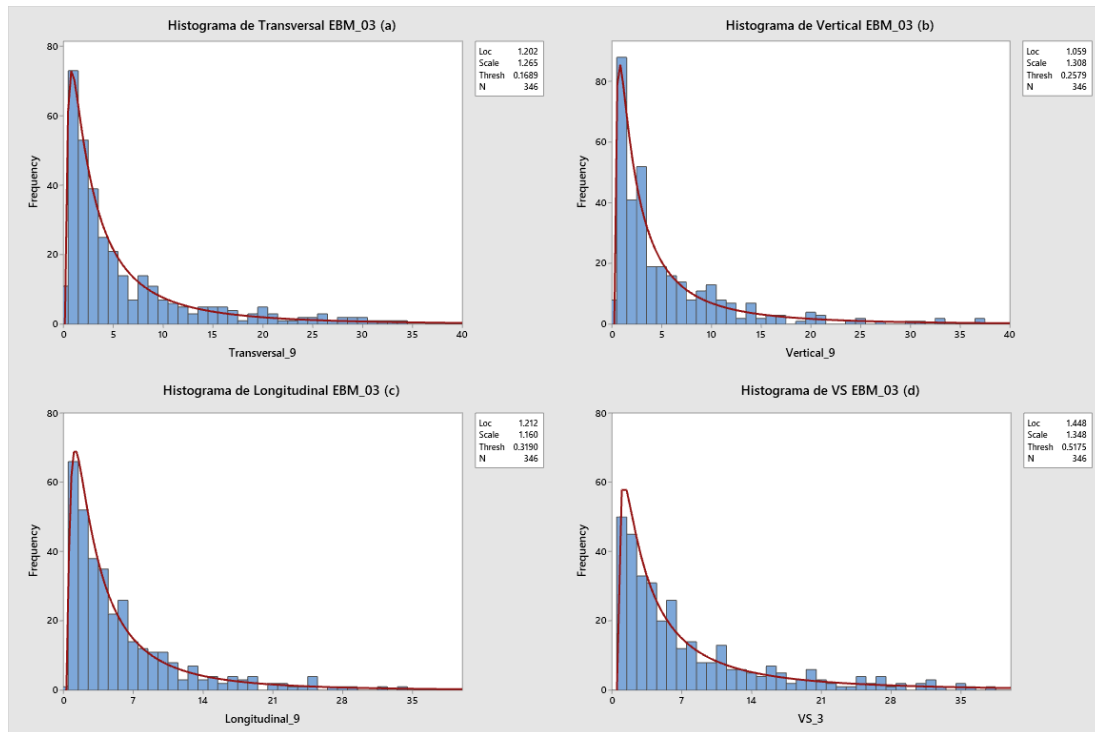 Histograma de Transversal EBM_03 (a)
Loc 1.202
Scale 1.265
Thresh 0.1689
N 346
80
60
40
20
0
Frequency
0 5 10 15 20 25 30 35 40
Transversal_9
Histograma de Vertical EBM_03 (b)
Loc 1.059
Scale 1.308
Thresh 0.2579
N 346
80
60
40
20
0
Frequency
0 5 10 15 20 25 30 35 40
Vertical_9
Histograma de Longitudinal EBM_03 (c)
Loc 1.212
Scale 1.160
Thresh 0.3190
N 346
80
60
40
20
0
Frequency
0 7 14 21 28 35
Longitudinal_9
Histograma de VS EBM_03 (d)
Loc 1.448
Scale 1.348
Thresh 0.5175
N 346
80
60
40
20
0
Frequency
0 7 14 21 28 35
VS_3